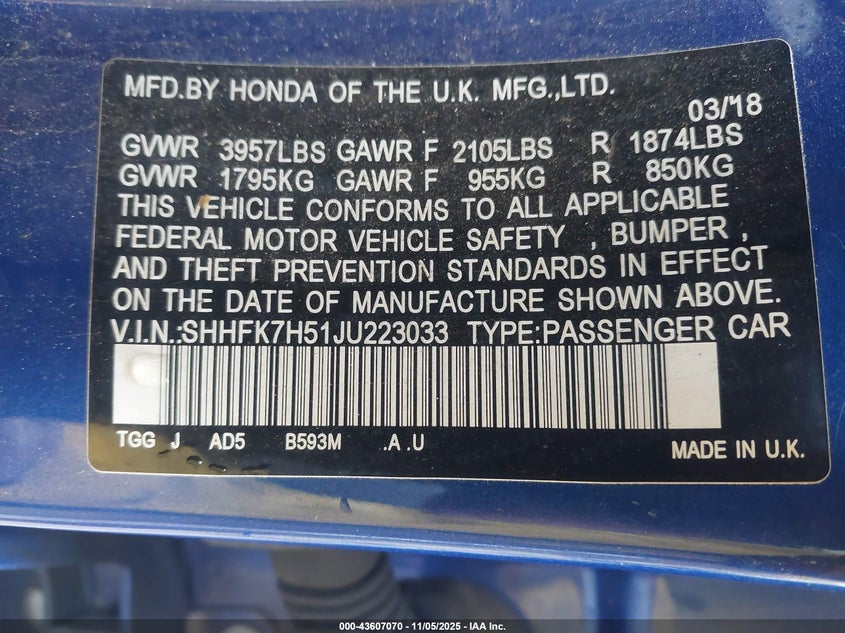 MFD.BY HONDA OF THE U.K. MFG.,LTD.
03/18
GVWR 3957LBS GAWR F 2105LBS R 1874LBS
GVWR 1795KG GAWR F 955KG R 850KG
THIS VEHICLE CONFORMS TO ALL APPLICABLE
FEDERAL MOTOR VEHICLE SAFETY , BUMPER ,
AND THEFT PREVENTION STANDARDS IN EFFECT
ON THE DATE OF MANUFACTURE SHOWN ABOVE.
V.I.N.:SHHFK7H51JU223033 TYPE:PASSENGER CAR
TGG J AD5 B593M .A .U MADE IN U.K.
000-43607070 - 11/05/2025 - IAA Inc.